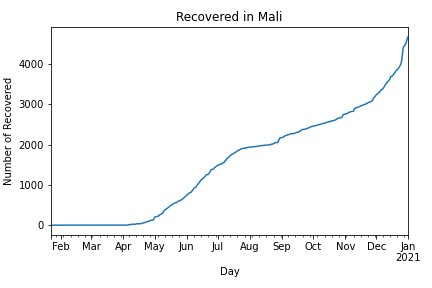 Recovered in Mali
Number of Recovered
4000
3000
2000
1000
0
Feb Mar Apr May Jun Jul Aug Sep Oct Nov Dec Jan
2021
Day